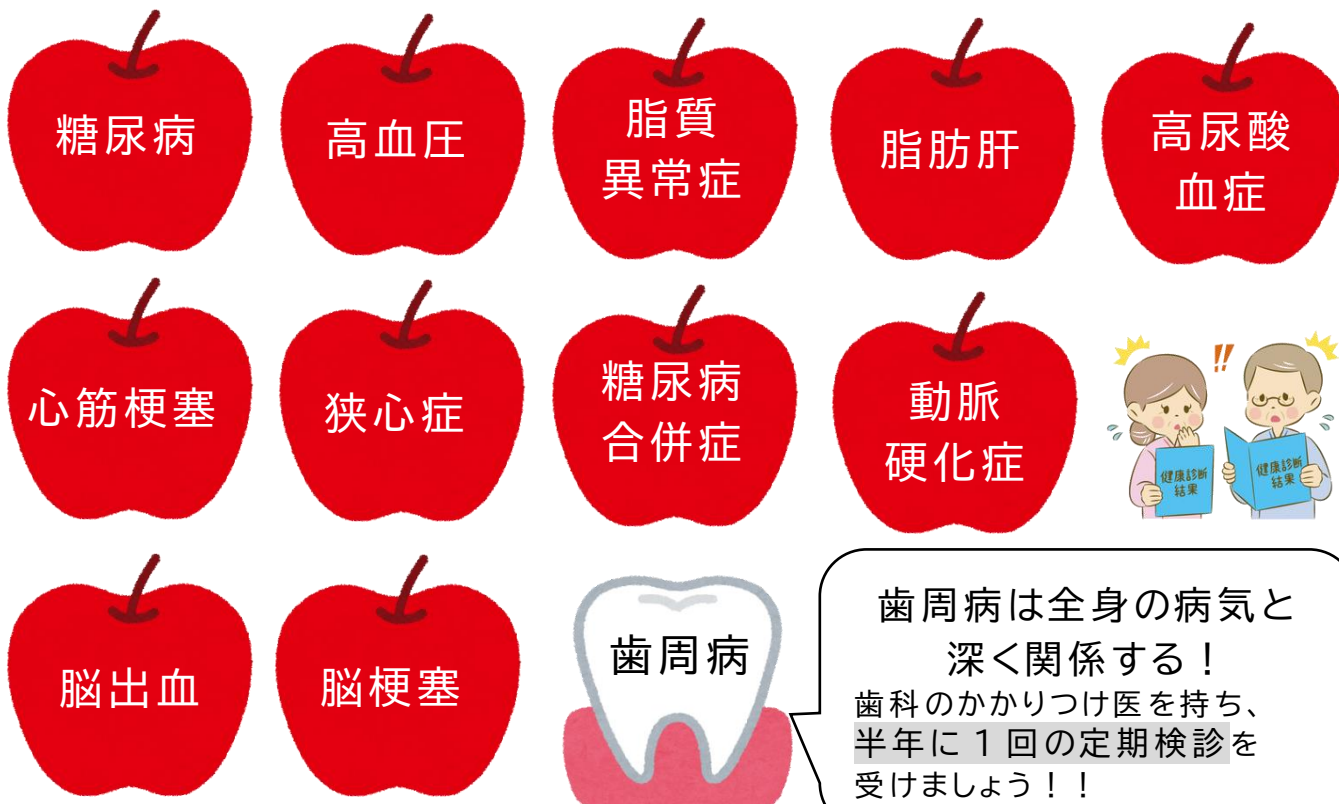 糖尿病
高血圧
脂質
異常症
脂肪肝
高尿酸
血症
心筋梗塞
狭心症
糖尿病
合併症
動脈
硬化症
!!
健康診断
結果
健康診断
結果
脳出血
脳梗塞
歯周病
歯周病は全身の病気と
深く関係する！
歯科のかかりつけ医を持ち、
半年に１回の定期検診を
受けましょう！！